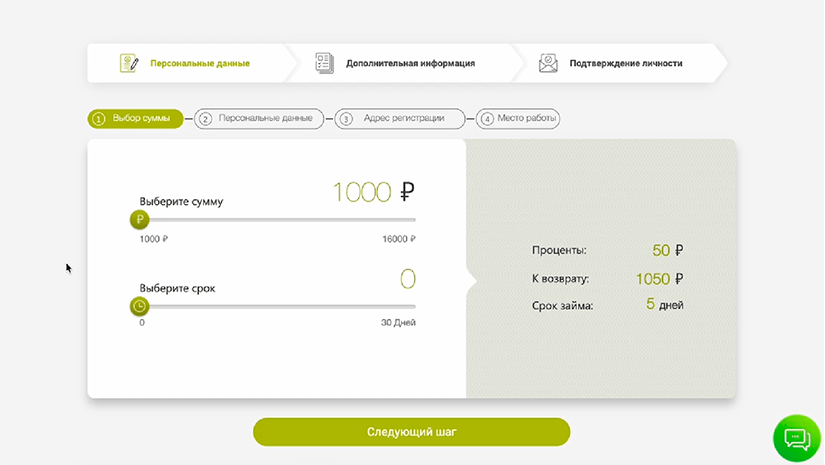 Персональные данные
Дополнительная информация
Подтверждение личности
1 Выбор суммы
2 Персональные данные
3 Адрес регистрации
4 Место работы
Выберите сумму
1000 ₽
1000 ₽
16000 ₽
Выберите срок
0
0
30 Дней
Проценты: 50 ₽
К возврату: 1050 ₽
Срок займа: 5 дней
Следующий шаг